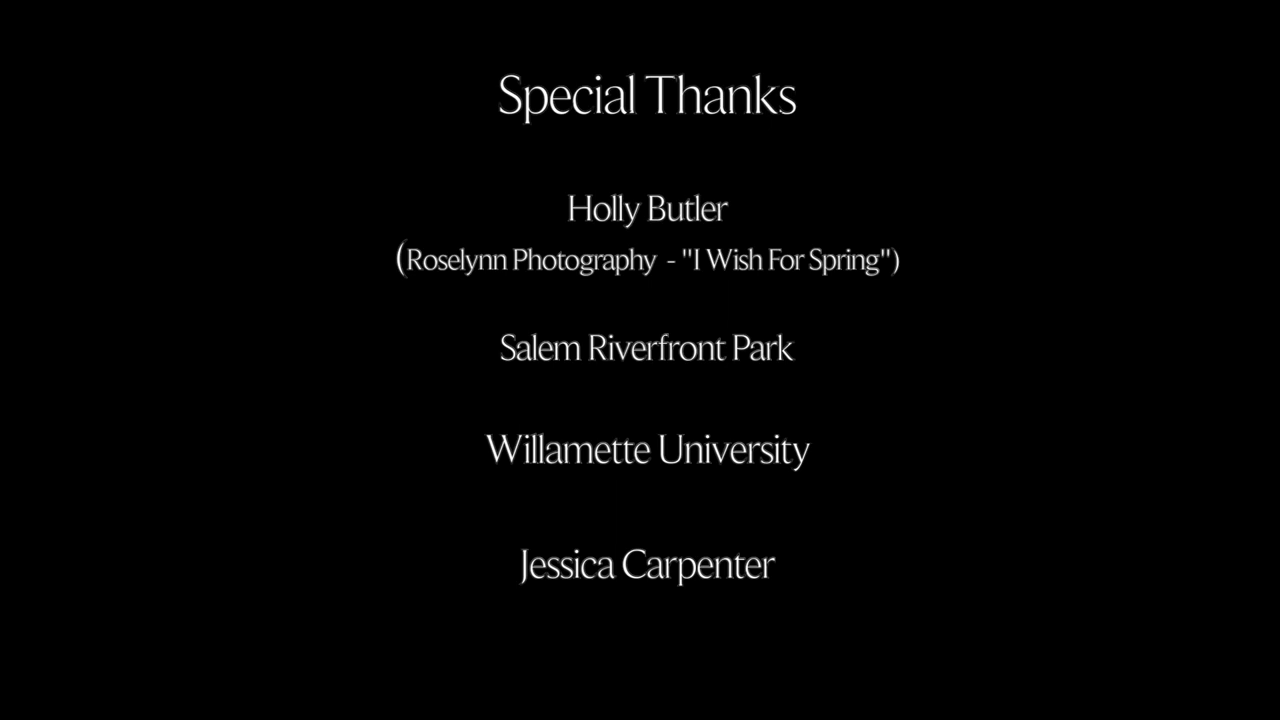 Special Thanks
Holly Butler
(Roselynn Photography - "I Wish For Spring")
Salem Riverfront Park
Willamette University
Jessica Carpenter